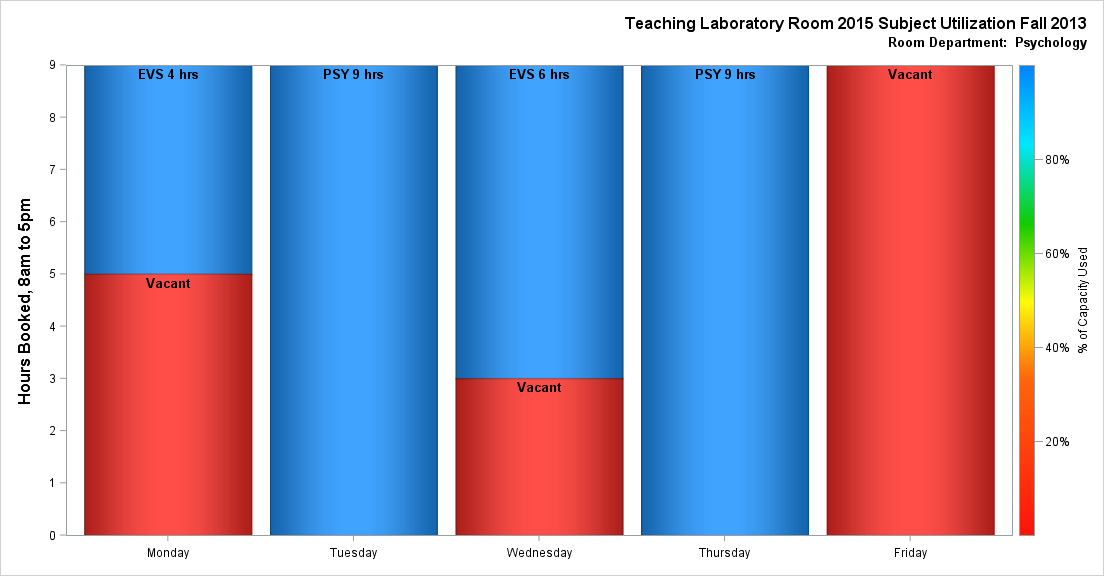 Teaching Laboratory Room 2015 Subject Utilization Fall 2013
Room Department: Psychology
Hours Booked, 8am to 5pm
9
8
7
6
5
4
3
2
1
0
EVS 4 hrs
Vacant
PSY 9 hrs
EVS 6 hrs
Vacant
PSY 9 hrs
Vacant
Monday
Tuesday
Wednesday
Thursday
Friday
80%
60%
40%
20%
% of Capacity Used